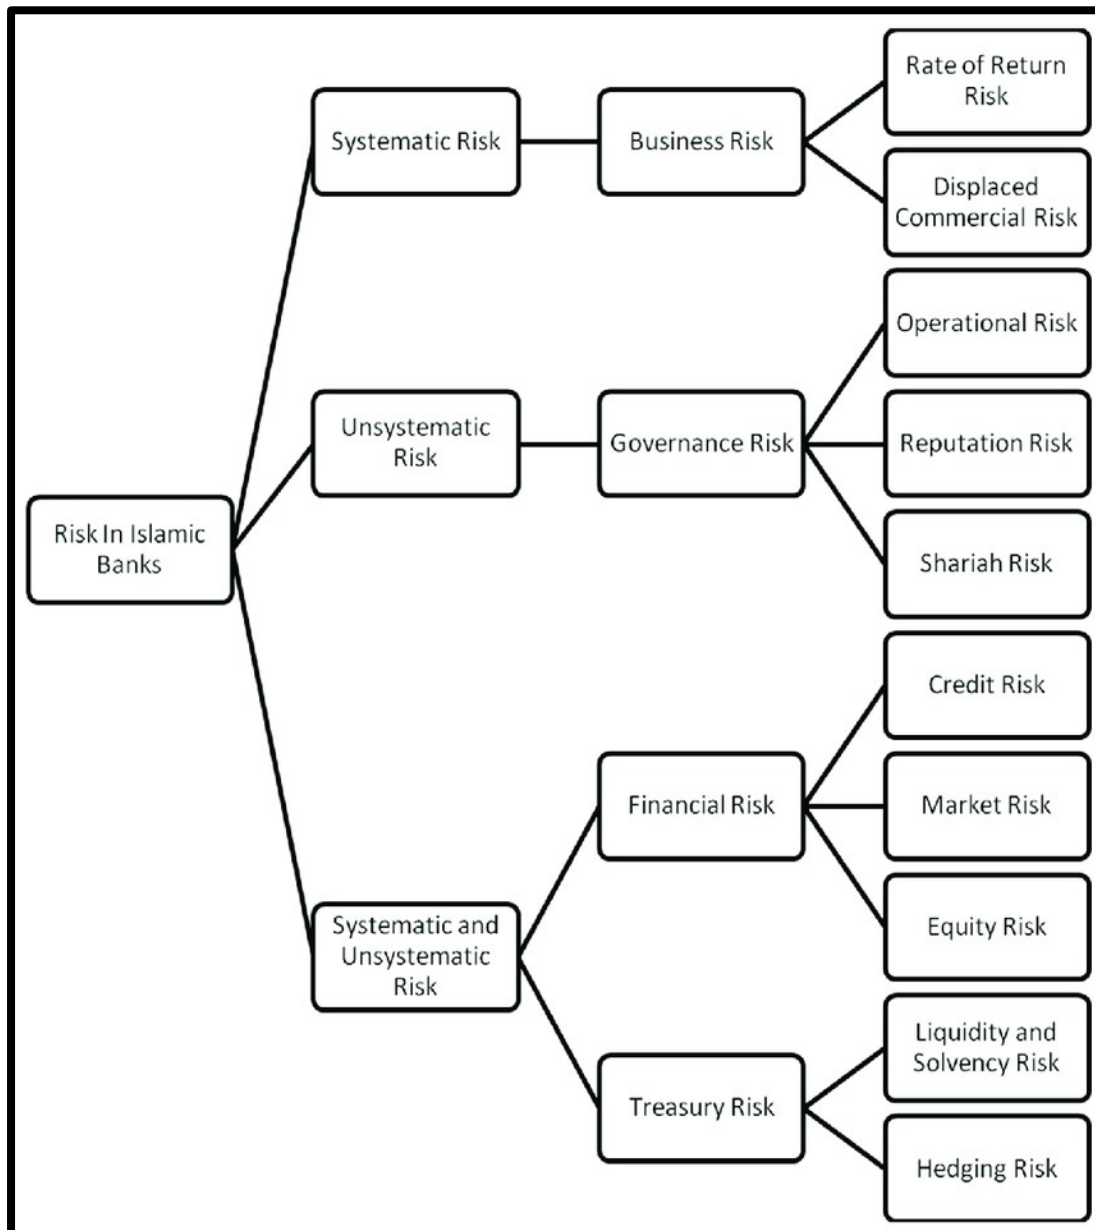 Risk In Islamic
Banks
Systematic Risk
Business Risk
Rate of Return
Risk
Displaced
Commercial Risk
Unsystematic
Risk
Governance Risk
Operational Risk
Reputation Risk
Shariah Risk
Systematic and
Unsystematic
Risk
Financial Risk
Credit Risk
Market Risk
Equity Risk
Treasury Risk
Liquidity and
Solvency Risk
Hedging Risk